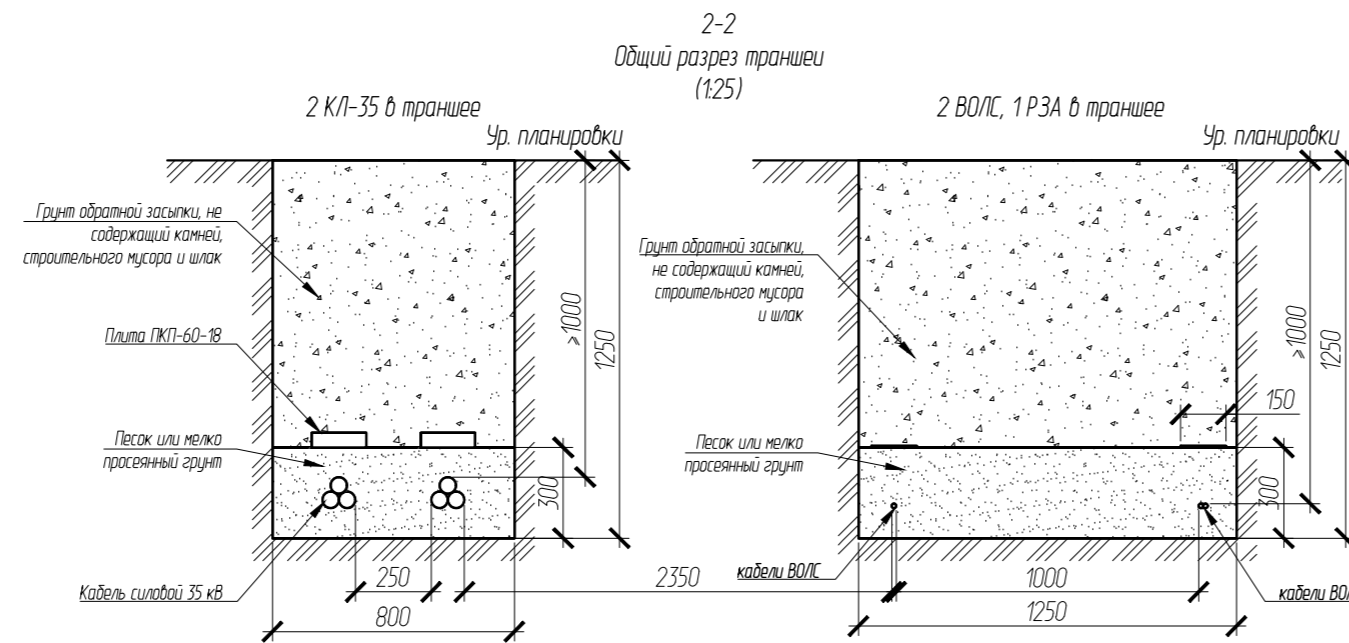 2-2
Общий разрез траншеи
(1:25)
2 КЛ-35 в траншее
Ур. планировки
Грунт обратной засыпки, не
содержащий камней,
строительного мусора и шлак
Плита ПКП-60-18
Песок или мелко
просеянный грунт
Кабель силовой 35 кВ
≥1000
1250
300
250
800
2350
2 ВОЛС, 1 РЗА в траншее
Ур. планировки
Грунт обратной засыпки,
не содержащий камней,
строительного мусора
и шлак
Песок или мелко
просеянный грунт
кабели ВОЛС
150
≥1000
1250
300
1000
1250
кабели ВО